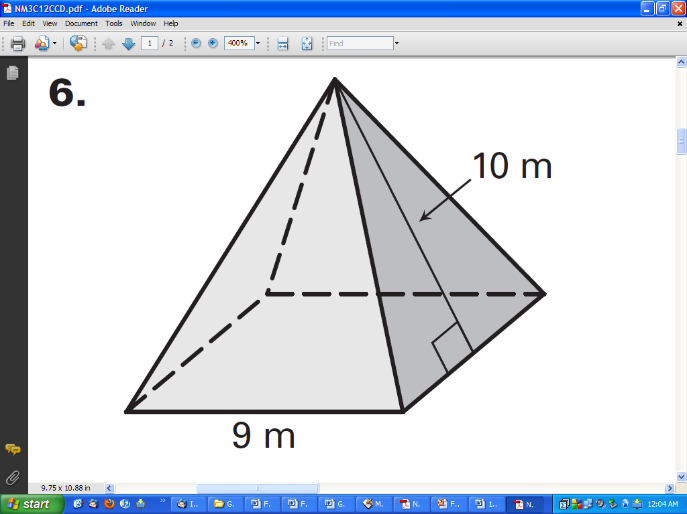 NM3C12CCD.pdf - Adobe Reader
File Edit View Document Tools Window Help
1 / 2 400% Find
6.
10 m
9 m
9.75 x 10.88 in
start I.. G.. F.. F.. G.. M.. N.. F... 1.. N.. 12:04 AM